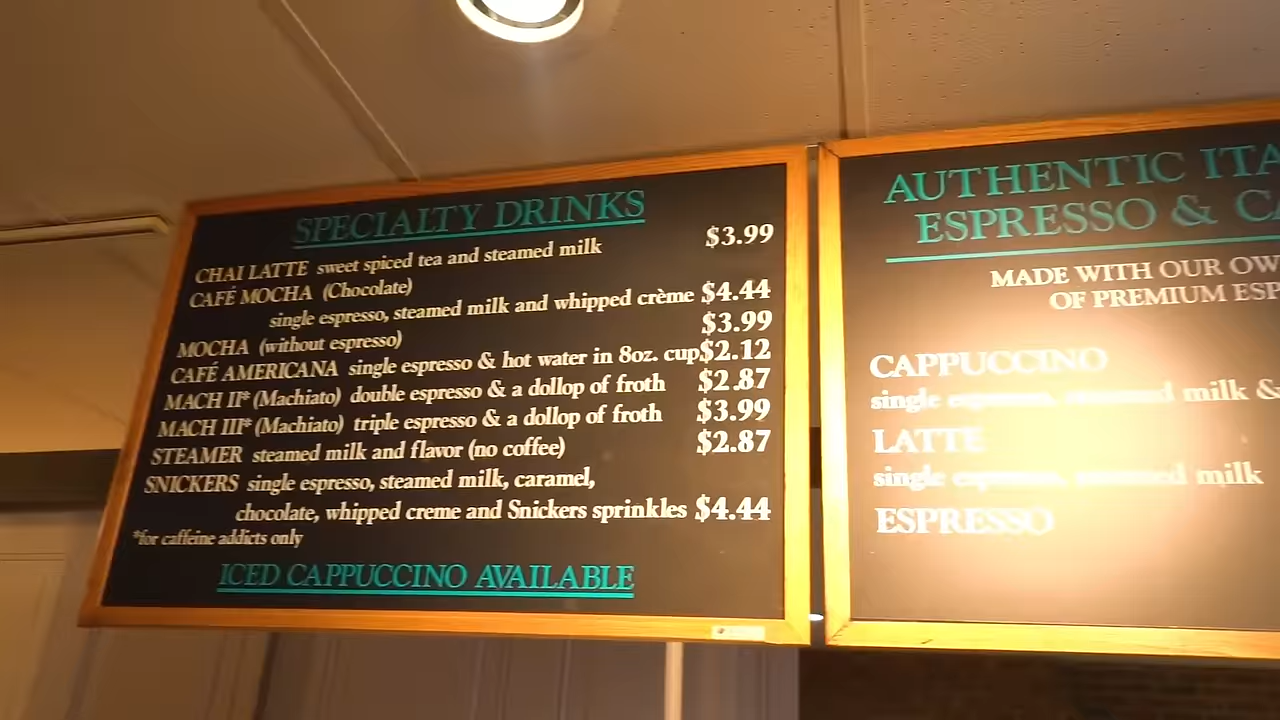 SPECIALTY DRINKS
CHAI LATTE sweet spiced tea and steamed milk $3.99
CAFÉ MOCHA (Chocolate)
single espresso, steamed milk and whipped crème $4.44
MOCHA (without espresso) $3.99
CAFÉ AMERICANA single espresso & hot water in 8oz. cup $2.12
MACH II* (Machiato) double espresso & a dollop of froth $2.87
MACH III* (Machiato) triple espresso & a dollop of froth $3.99
STEAMER steamed milk and flavor (no coffee) $2.87
SNICKERS single espresso, steamed milk, caramel,
chocolate, whipped creme and Snickers sprinkles $4.44
*for caffeine addicts only
ICED CAPPUCCINO AVAILABLE
AUTHENTIC ITA
ESPRESSO & CA
MADE WITH OUR OW
OF PREMIUM ESP
CAPPUCCINO
single espresso, steamed milk &
LATTE
single espresso, steamed milk
ESPRESSO